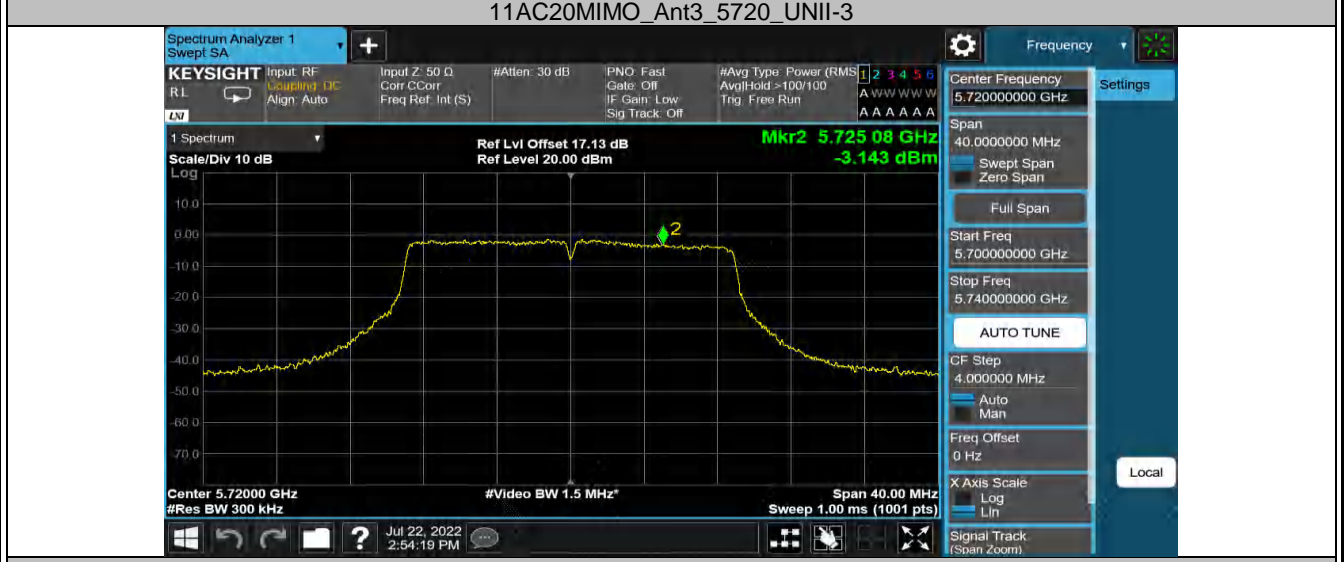 11AC20MIMO_Ant3_5720_UNII-3
Spectrum Analyzer 1
Swept SA
Frequency
KEYSIGHT
RL
LNI
Input: RF
Coupling: DC
Align: Auto
Input Z: 50 Ω
Corr CCorr
Freq Ref: Int (S)
#Atten: 30 dB
PNO: Fast
Gate: Off
IF Gain: Low
Sig Track: Off
#Avg Type: Power (RMS
Avg|Hold:>100/100
Trig: Free Run
1 2 3 4 5 6
A W W W W W
A A A A A A
Center Frequency
5.720000000 GHz
Settings
1 Spectrum
Scale/Div 10 dB
Log
Ref Lvl Offset 17.13 dB
Ref Level 20.00 dBm
Mkr2 5.725 08 GHz
-3.143 dBm
Span
40.0000000 MHz
Swept Span
Zero Span
Full Span
Start Freq
5.700000000 GHz
Stop Freq
5.740000000 GHz
AUTO TUNE
CF Step
4.000000 MHz
Auto
Man
Freq Offset
0 Hz
X Axis Scale
Log
Lin
Signal Track
(Span Zoom)
Local
10.0
0.00
-10.0
-20.0
-30.0
-40.0
-50.0
-60.0
-70.0
2
Center 5.72000 GHz
#Res BW 300 kHz
#Video BW 1.5 MHz*
Span 40.00 MHz
Sweep 1.00 ms (1001 pts)
Jul 22, 2022
2:54:19 PM